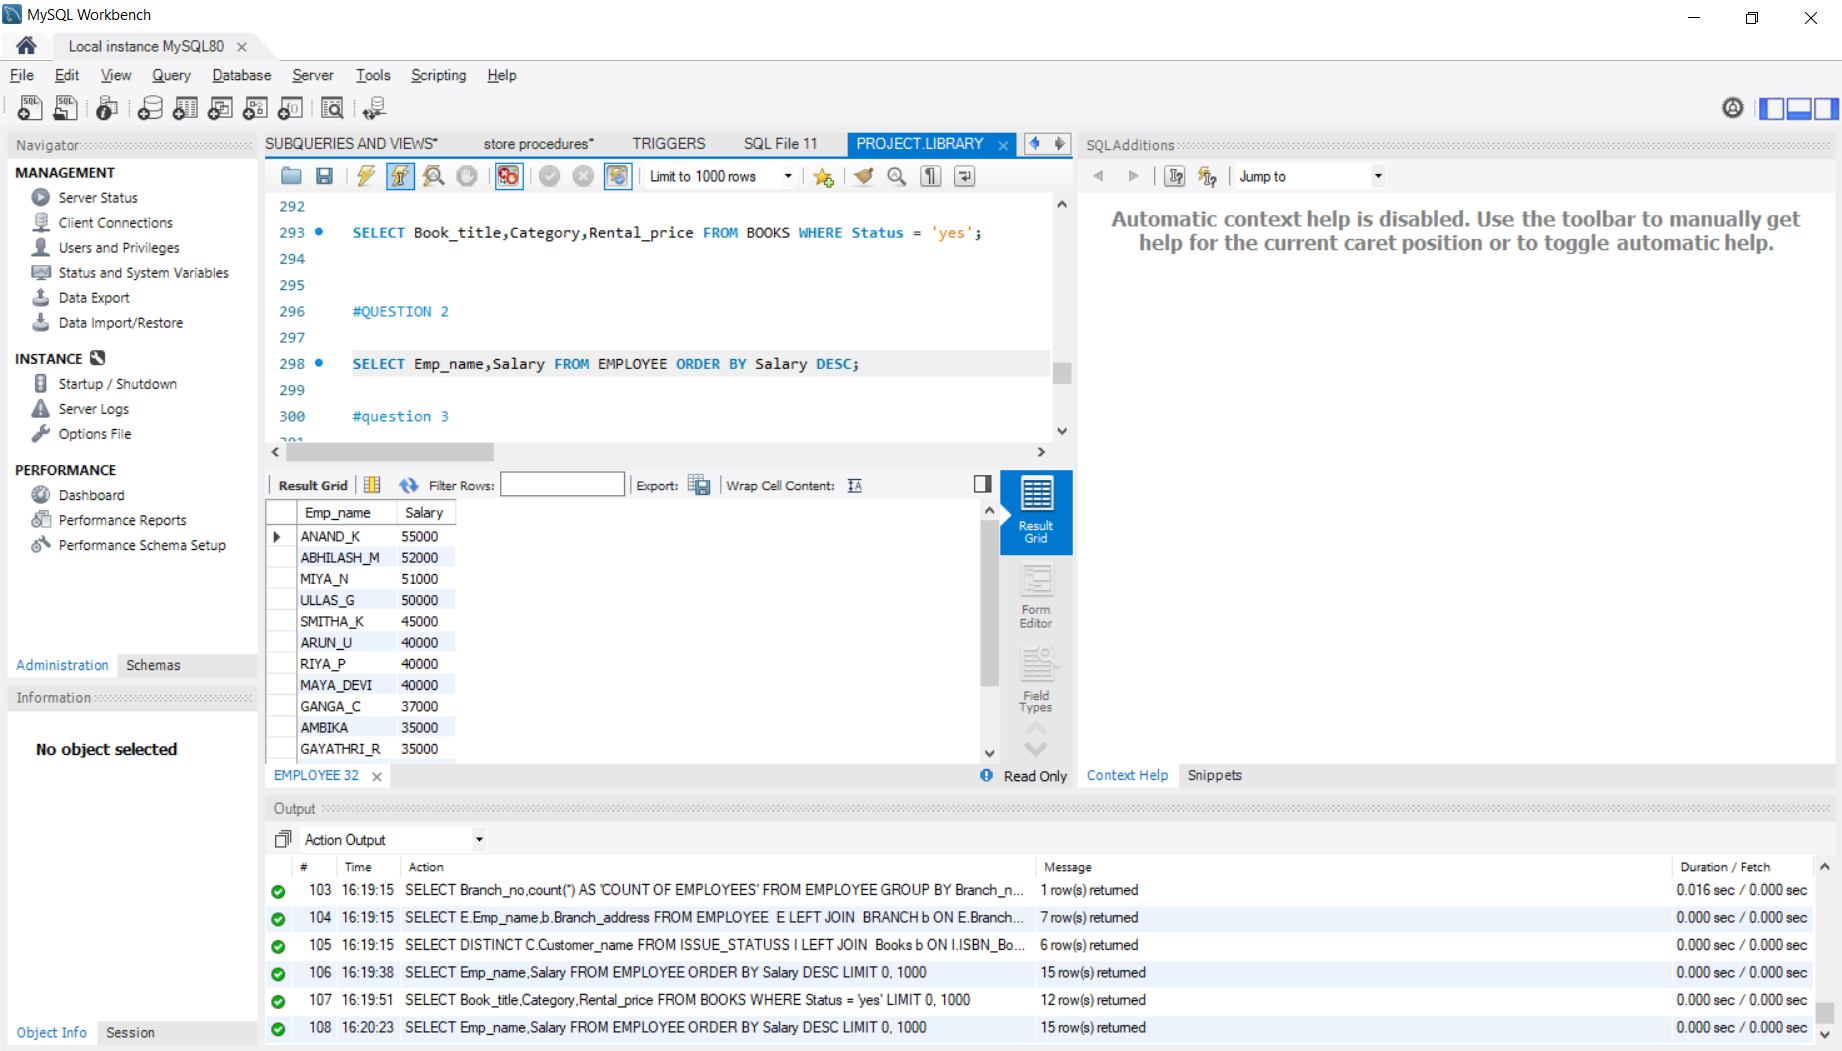 MySQL Workbench
Local instance MySQL80
File Edit View Query Database Server Tools Scripting Help
Navigator
MANAGEMENT
Server Status
Client Connections
Users and Privileges
Status and System Variables
Data Export
Data Import/Restore
INSTANCE
Startup / Shutdown
Server Logs
Options File
PERFORMANCE
Dashboard
Performance Reports
Performance Schema Setup
Administration Schemas
Information
No object selected
Object Info Session
SUBQUERIES AND VIEWS* store procedures* TRIGGERS SQL File 11 PROJECT.LIBRARY
Limit to 1000 rows
292
293 SELECT Book_title,Category,Rental_price FROM BOOKS WHERE Status = 'yes';
294
295
296 #QUESTION 2
297
298 SELECT Emp_name,Salary FROM EMPLOYEE ORDER BY Salary DESC;
299
300 #question 3
301
Result Grid Filter Rows: Export: Wrap Cell Content:
Emp_name Salary
ANAND_K 55000
ABHILASH_M 52000
MIYA_N 51000
ULLAS_G 50000
SMITHA_K 45000
ARUN_U 40000
RIYA_P 40000
MAYA_DEVI 40000
GANGA_C 37000
AMBIKA 35000
GAYATHRI_R 35000
Result
Grid
Form
Editor
Field
Types
EMPLOYEE 32 Read Only
SQLAdditions
Jump to
Automatic context help is disabled. Use the toolbar to manually get
help for the current caret position or to toggle automatic help.
Context Help Snippets
Output
Action Output
# Time Action Message Duration / Fetch
103 16:19:15 SELECT Branch_no,count(*) AS 'COUNT OF EMPLOYEES' FROM EMPLOYEE GROUP BY Branch_n... 1 row(s) returned 0.016 sec / 0.000 sec
104 16:19:15 SELECT E.Emp_name,b.Branch_address FROM EMPLOYEE E LEFT JOIN BRANCH b ON E.Branch... 7 row(s) returned 0.000 sec / 0.000 sec
105 16:19:15 SELECT DISTINCT C.Customer_name FROM ISSUE_STATUSS I LEFT JOIN Books b ON I.ISBN_Bo... 6 row(s) returned 0.000 sec / 0.000 sec
106 16:19:38 SELECT Emp_name,Salary FROM EMPLOYEE ORDER BY Salary DESC LIMIT 0, 1000 15 row(s) returned 0.000 sec / 0.000 sec
107 16:19:51 SELECT Book_title,Category,Rental_price FROM BOOKS WHERE Status = 'yes' LIMIT 0, 1000 12 row(s) returned 0.000 sec / 0.000 sec
108 16:20:23 SELECT Emp_name,Salary FROM EMPLOYEE ORDER BY Salary DESC LIMIT 0, 1000 15 row(s) returned 0.000 sec / 0.000 sec